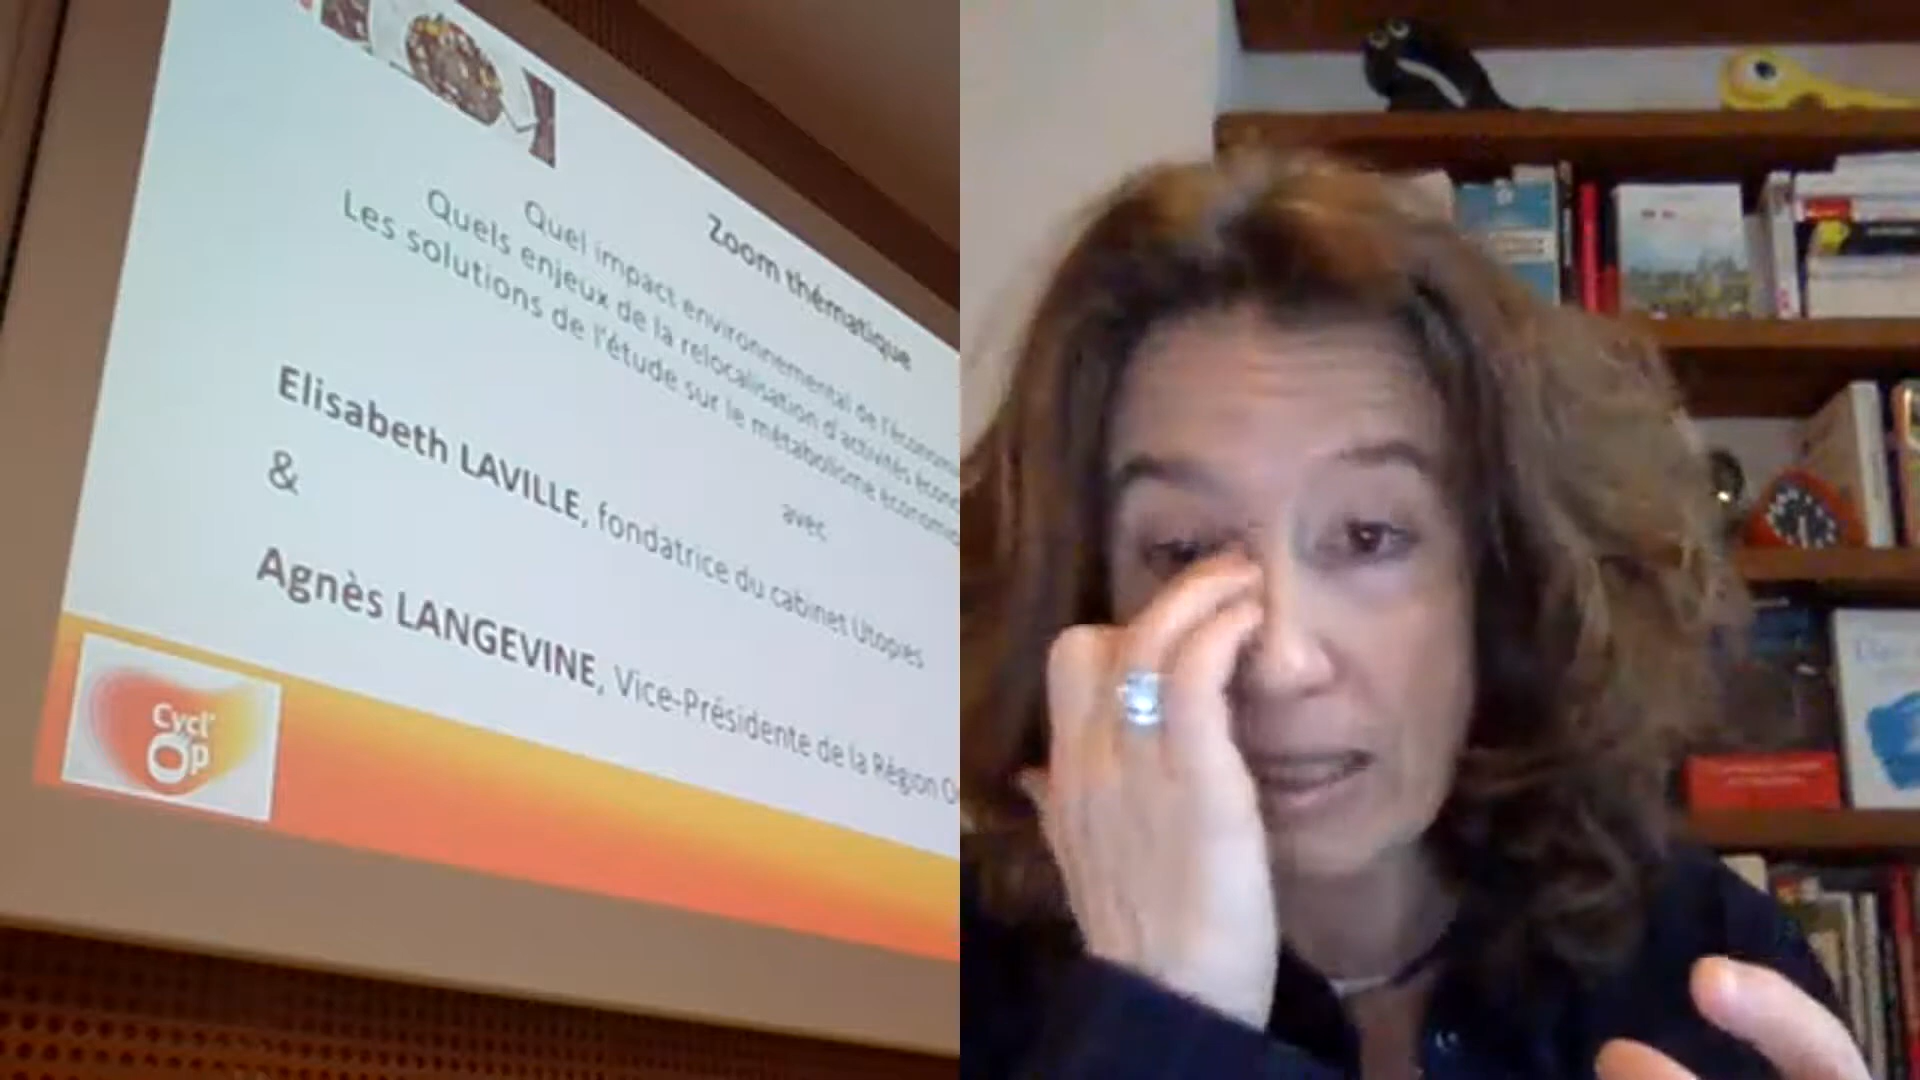 Zoom thématique
Quel impact environnemental de l'économi
Quels enjeux de la relocalisation d'activités écono
Les solutions de l'étude sur le métabolisme économi
avec
Elisabeth LAVILLE, fondatrice du cabinet Utopies
&
Agnès LANGEVINE, Vice-Présidente de la Région O
Cycl'
Op